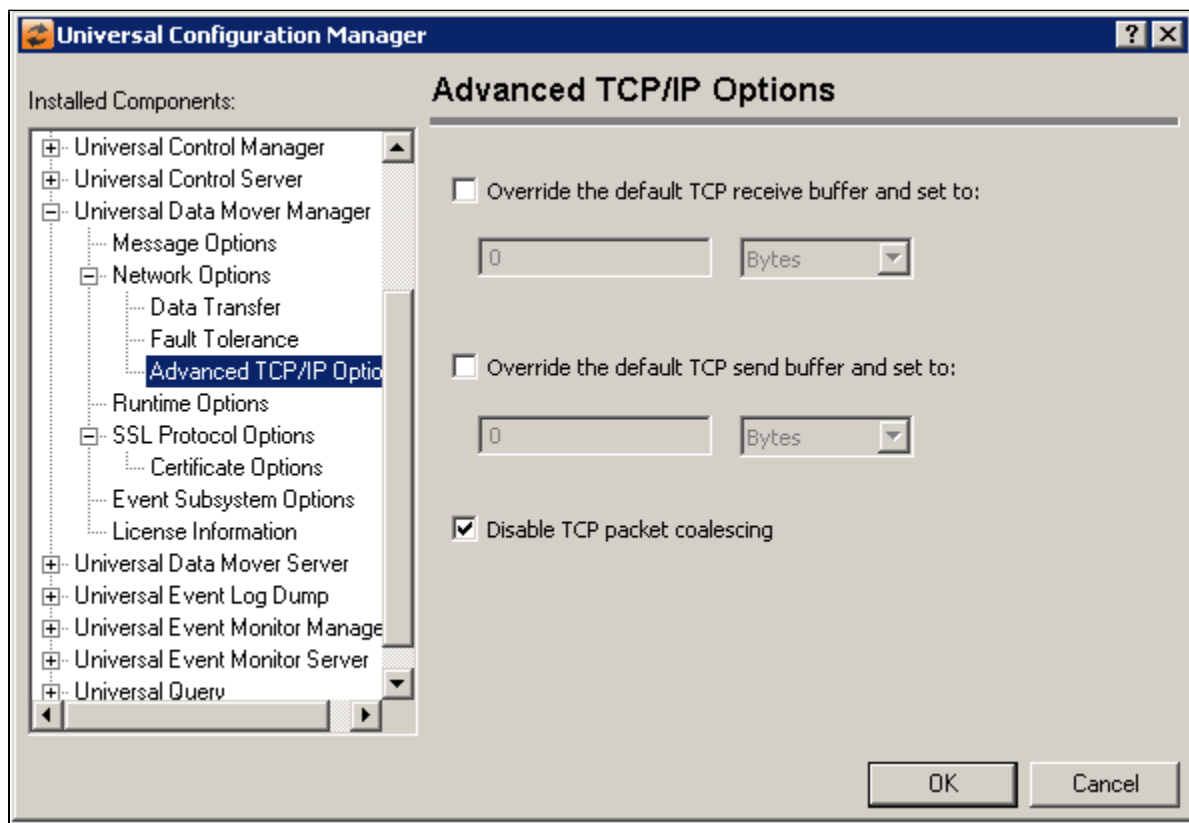 Universal Configuration Manager
Installed Components:
Universal Control Manager
Universal Control Server
Universal Data Mover Manager
Message Options
Network Options
Data Transfer
Fault Tolerance
Advanced TCP/IP Optio
Runtime Options
SSL Protocol Options
Certificate Options
Event Subsystem Options
License Information
Universal Data Mover Server
Universal Event Log Dump
Universal Event Monitor Manage
Universal Event Monitor Server
Universal Query
Advanced TCP/IP Options
Override the default TCP receive buffer and set to:
0 Bytes
Override the default TCP send buffer and set to:
0 Bytes
Disable TCP packet coalescing
OK Cancel